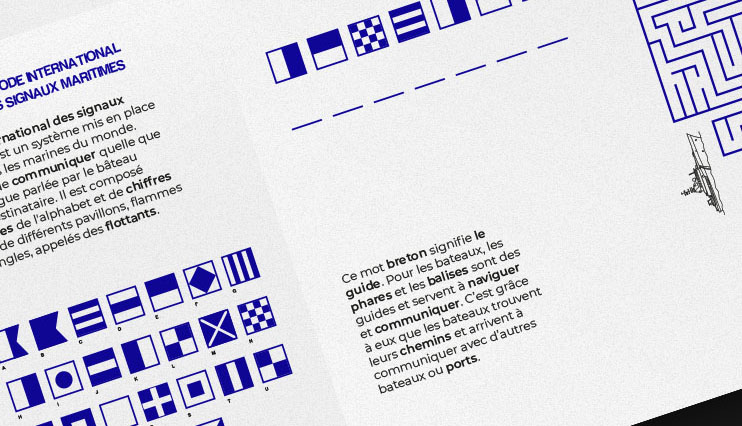 ODE INTERNATIONAL
S SIGNAUX MARITIMES
rnational des signaux
st un système mis en place
les marines du monde.
e communiquer quelle que
gue parlée par le bâteau
stinataire. Il est composé
es de l'alphabet et de chiffres
de différents pavillons, flammes
ngles, appelés des flottants.
A B C D E F G
H I J K L M N
S T U
Ce mot breton signifie le
guide. Pour les bateaux, les
phares et les balises sont des
guides et servent à naviguer
et communiquer. C'est grâce
à eux que les bateaux trouvent
leurs chemins et arrivent à
communiquer avec d'autres
bateaux ou ports.